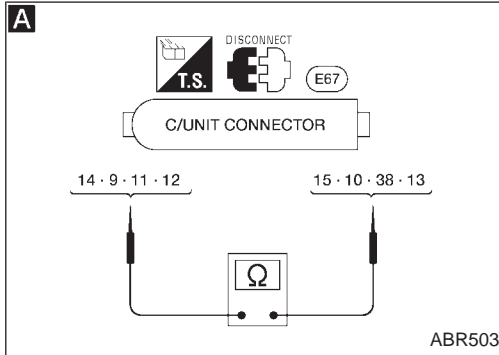 A
DISCONNECT
T.S.
E67
C/UNIT CONNECTOR
14 · 9 · 11 · 12
15 · 10 · 38 · 13
Ω
ABR503